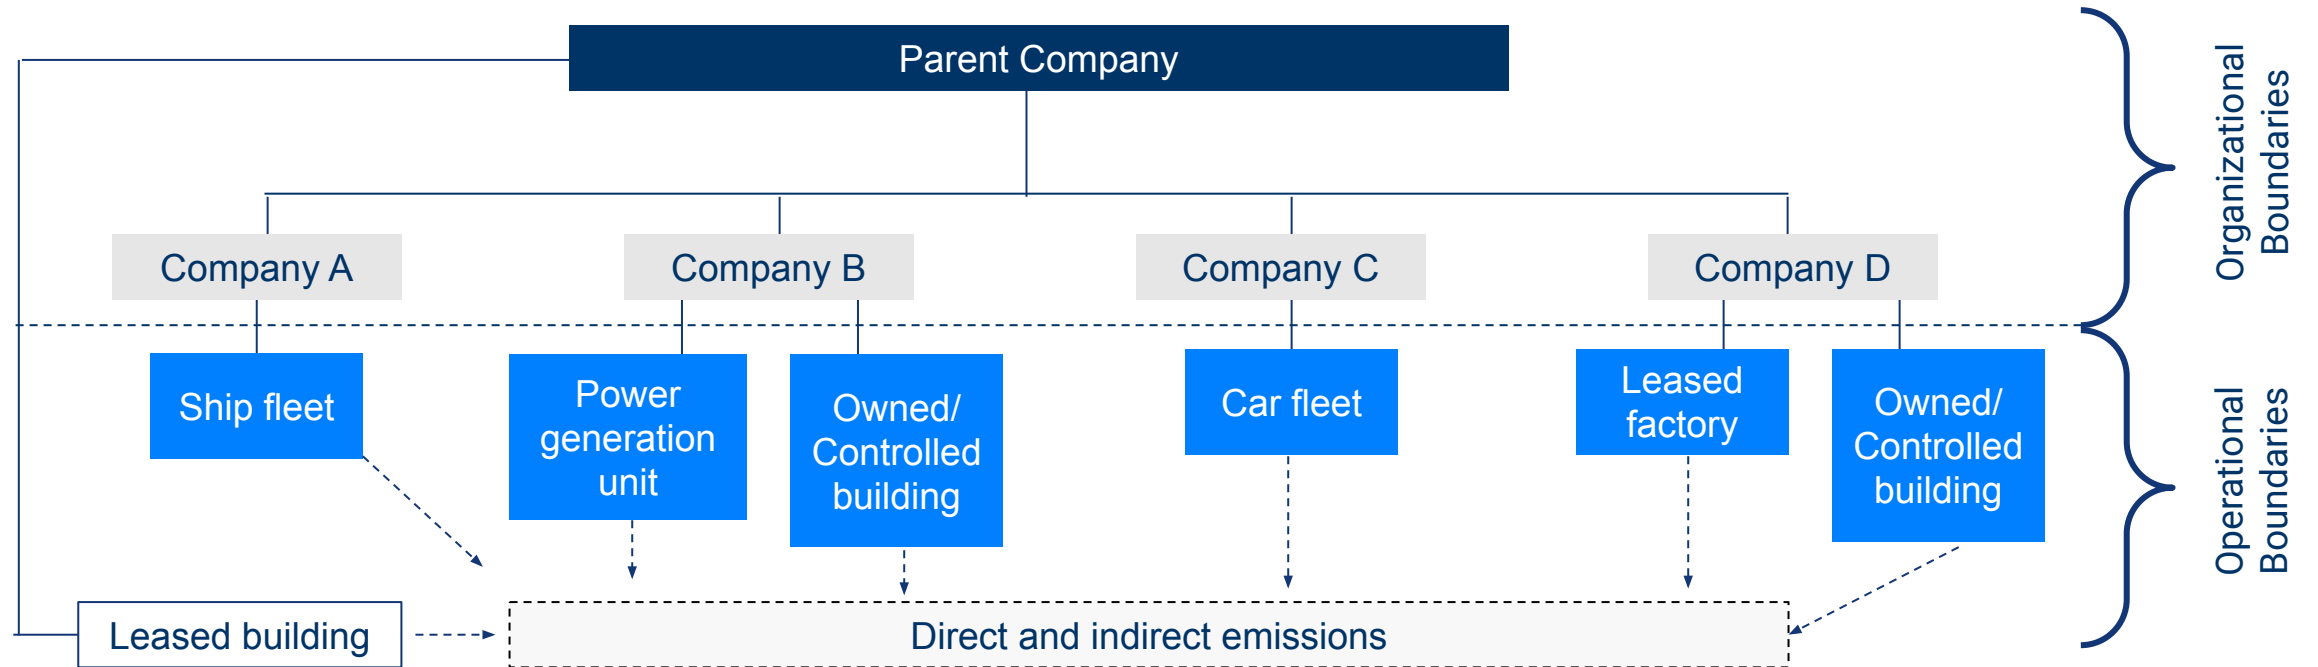 Parent Company
Organizational
Boundaries
Company A
Company B
Company C
Company D
Ship fleet
Power
generation
unit
Owned/
Controlled
building
Car fleet
Leased
factory
Owned/
Controlled
building
Operational
Boundaries
Leased building
Direct and indirect emissions